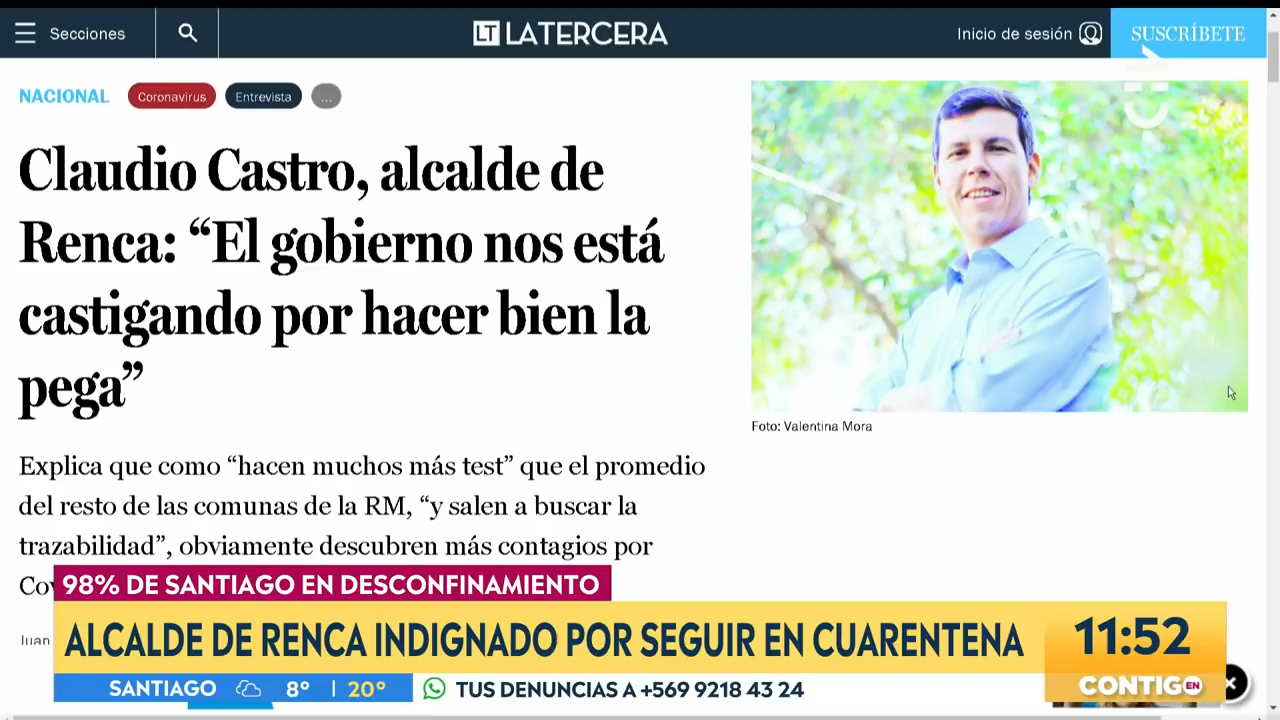 Secciones
LT LATERCERA
Inicio de sesión
SUSCRÍBETE
NACIONAL
Coronavirus
Entrevista
...
Claudio Castro, alcalde de
Renca: “El gobierno nos está
castigando por hacer bien la
pega”
Foto: Valentina Mora
Explica que como “hacen muchos más test” que el promedio
del resto de las comunas de la RM, “y salen a buscar la
trazabilidad”, obviamente descubren más contagios por
98% DE SANTIAGO EN DESCONFINAMIENTO
Juan
ALCALDE DE RENCA INDIGNADO POR SEGUIR EN CUARENTENA
11:52
SANTIAGO 8° | 20°
TUS DENUNCIAS A +569 9218 43 24
CONTIGO EN